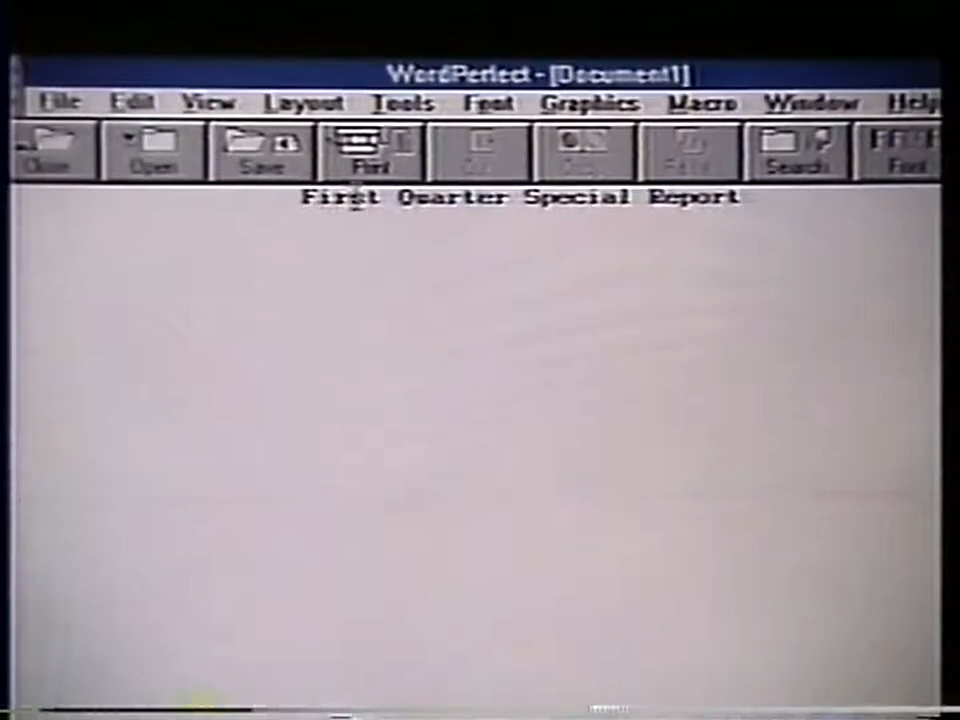 WordPerfect - [Document1]
File Edit View Layout Tools Font Graphics Macro Window Help
Close Open Save Print Search Font
First Quarter Special Report